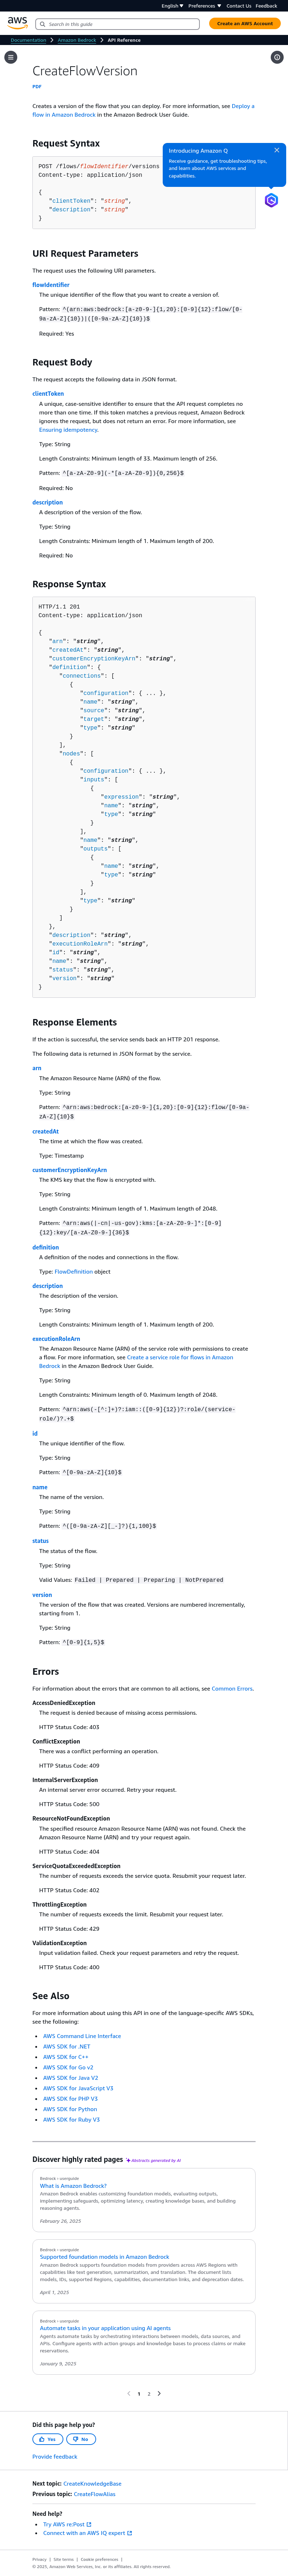 English
Preferences
Contact Us
Feedback
aws
Search in this guide
Create an AWS Account
Documentation
Amazon Bedrock
API Reference
CreateFlowVersion
PDF
Creates a version of the flow that you can deploy. For more information, see Deploy a
flow in Amazon Bedrock in the Amazon Bedrock User Guide.
Request Syntax
Introducing Amazon Q
Receive guidance, get troubleshooting tips,
and learn about AWS services and
capabilities.
POST /flows/flowIdentifier/versions
Content-type: application/json
{
"clientToken": "string",
"description": "string"
}
URI Request Parameters
The request uses the following URI parameters.
flowIdentifier
The unique identifier of the flow that you want to create a version of.
Pattern: ^(arn:aws:bedrock:[a-z0-9-]{1,20}:[0-9]{12}:flow/[0-
9a-zA-Z]{10})|([0-9a-zA-Z]{10})$
Required: Yes
Request Body
The request accepts the following data in JSON format.
clientToken
A unique, case-sensitive identifier to ensure that the API request completes no
more than one time. If this token matches a previous request, Amazon Bedrock
ignores the request, but does not return an error. For more information, see
Ensuring idempotency.
Type: String
Length Constraints: Minimum length of 33. Maximum length of 256.
Pattern: ^[a-zA-Z0-9](-*[a-zA-Z0-9]){0,256}$
Required: No
description
A description of the version of the flow.
Type: String
Length Constraints: Minimum length of 1. Maximum length of 200.
Required: No
Response Syntax
HTTP/1.1 201
Content-type: application/json
{
"arn": "string",
"createdAt": "string",
"customerEncryptionKeyArn": "string",
"definition": {
"connections": [
{
"configuration": { ... },
"name": "string",
"source": "string",
"target": "string",
"type": "string"
}
],
"nodes": [
{
"configuration": { ... },
"inputs": [
{
"expression": "string",
"name": "string",
"type": "string"
}
],
"name": "string",
"outputs": [
{
"name": "string",
"type": "string"
}
],
"type": "string"
}
]
},
"description": "string",
"executionRoleArn": "string",
"id": "string",
"name": "string",
"status": "string",
"version": "string"
}
Response Elements
If the action is successful, the service sends back an HTTP 201 response.
The following data is returned in JSON format by the service.
arn
The Amazon Resource Name (ARN) of the flow.
Type: String
Pattern: ^arn:aws:bedrock:[a-z0-9-]{1,20}:[0-9]{12}:flow/[0-9a-
zA-Z]{10}$
createdAt
The time at which the flow was created.
Type: Timestamp
customerEncryptionKeyArn
The KMS key that the flow is encrypted with.
Type: String
Length Constraints: Minimum length of 1. Maximum length of 2048.
Pattern: ^arn:aws(|-cn|-us-gov):kms:[a-zA-Z0-9-]*:[0-9]
{12}:key/[a-zA-Z0-9-]{36}$
definition
A definition of the nodes and connections in the flow.
Type: FlowDefinition object
description
The description of the version.
Type: String
Length Constraints: Minimum length of 1. Maximum length of 200.
executionRoleArn
The Amazon Resource Name (ARN) of the service role with permissions to create
a flow. For more information, see Create a service role for flows in Amazon
Bedrock in the Amazon Bedrock User Guide.
Type: String
Length Constraints: Minimum length of 0. Maximum length of 2048.
Pattern: ^arn:aws(-[^:]+)?:iam::([0-9]{12})?:role/(service-
role/)?.+$
id
The unique identifier of the flow.
Type: String
Pattern: ^[0-9a-zA-Z]{10}$
name
The name of the version.
Type: String
Pattern: ^([0-9a-zA-Z][_-]?){1,100}$
status
The status of the flow.
Type: String
Valid Values: Failed | Prepared | Preparing | NotPrepared
version
The version of the flow that was created. Versions are numbered incrementally,
starting from 1.
Type: String
Pattern: ^[0-9]{1,5}$
Errors
For information about the errors that are common to all actions, see Common Errors.
AccessDeniedException
The request is denied because of missing access permissions.
HTTP Status Code: 403
ConflictException
There was a conflict performing an operation.
HTTP Status Code: 409
InternalServerException
An internal server error occurred. Retry your request.
HTTP Status Code: 500
ResourceNotFoundException
The specified resource Amazon Resource Name (ARN) was not found. Check the
Amazon Resource Name (ARN) and try your request again.
HTTP Status Code: 404
ServiceQuotaExceededException
The number of requests exceeds the service quota. Resubmit your request later.
HTTP Status Code: 402
ThrottlingException
The number of requests exceeds the limit. Resubmit your request later.
HTTP Status Code: 429
ValidationException
Input validation failed. Check your request parameters and retry the request.
HTTP Status Code: 400
See Also
For more information about using this API in one of the language-specific AWS SDKs,
see the following:
AWS Command Line Interface
AWS SDK for .NET
AWS SDK for C++
AWS SDK for Go v2
AWS SDK for Java V2
AWS SDK for JavaScript V3
AWS SDK for PHP V3
AWS SDK for Python
AWS SDK for Ruby V3
Discover highly rated pages Abstracts generated by AI
Bedrock › userguide
What is Amazon Bedrock?
Amazon Bedrock enables customizing foundation models, evaluating outputs,
implementing safeguards, optimizing latency, creating knowledge bases, and building
reasoning agents.
February 26, 2025
Bedrock › userguide
Supported foundation models in Amazon Bedrock
Amazon Bedrock supports foundation models from providers across AWS Regions with
capabilities like text generation, summarization, and translation. The document lists
models, IDs, supported Regions, capabilities, documentation links, and deprecation dates.
April 1, 2025
Bedrock › userguide
Automate tasks in your application using AI agents
Agents automate tasks by orchestrating interactions between models, data sources, and
APIs. Configure agents with action groups and knowledge bases to process claims or make
reservations.
January 9, 2025
1 2
Did this page help you?
Yes
No
Provide feedback
Next topic: CreateKnowledgeBase
Previous topic: CreateFlowAlias
Need help?
Try AWS re:Post
Connect with an AWS IQ expert
Privacy | Site terms | Cookie preferences |
© 2025, Amazon Web Services, Inc. or its affiliates. All rights reserved.